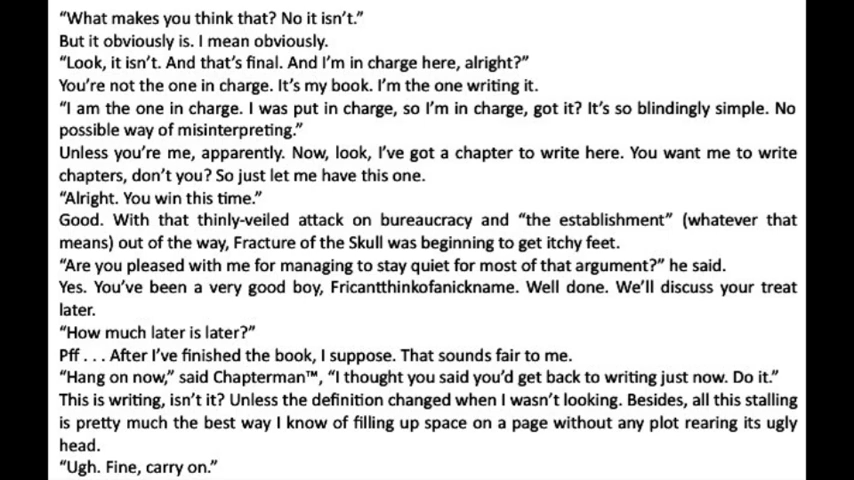 “What makes you think that? No it isn’t.”
But it obviously is. I mean obviously.
“Look, it isn’t. And that’s final. And I’m in charge here, alright?”
You’re not the one in charge. It’s my book. I’m the one writing it.
“I am the one in charge. I was put in charge, so I’m in charge, got it? It’s so blindingly simple. No
possible way of misinterpreting.”
Unless you’re me, apparently. Now, look, I’ve got a chapter to write here. You want me to write
chapters, don’t you? So just let me have this one.
“Alright. You win this time.”
Good. With that thinly-veiled attack on bureaucracy and “the establishment” (whatever that
means) out of the way, Fracture of the Skull was beginning to get itchy feet.
“Are you pleased with me for managing to stay quiet for most of that argument?” he said.
Yes. You’ve been a very good boy, Fricantthinkofanickname. Well done. We’ll discuss your treat
later.
“How much later is later?”
Pff . . . After I’ve finished the book, I suppose. That sounds fair to me.
“Hang on now,” said Chapterman™, “I thought you said you’d get back to writing just now. Do it.”
This is writing, isn’t it? Unless the definition changed when I wasn’t looking. Besides, all this stalling
is pretty much the best way I know of filling up space on a page without any plot rearing its ugly
head.
“Ugh. Fine, carry on.”